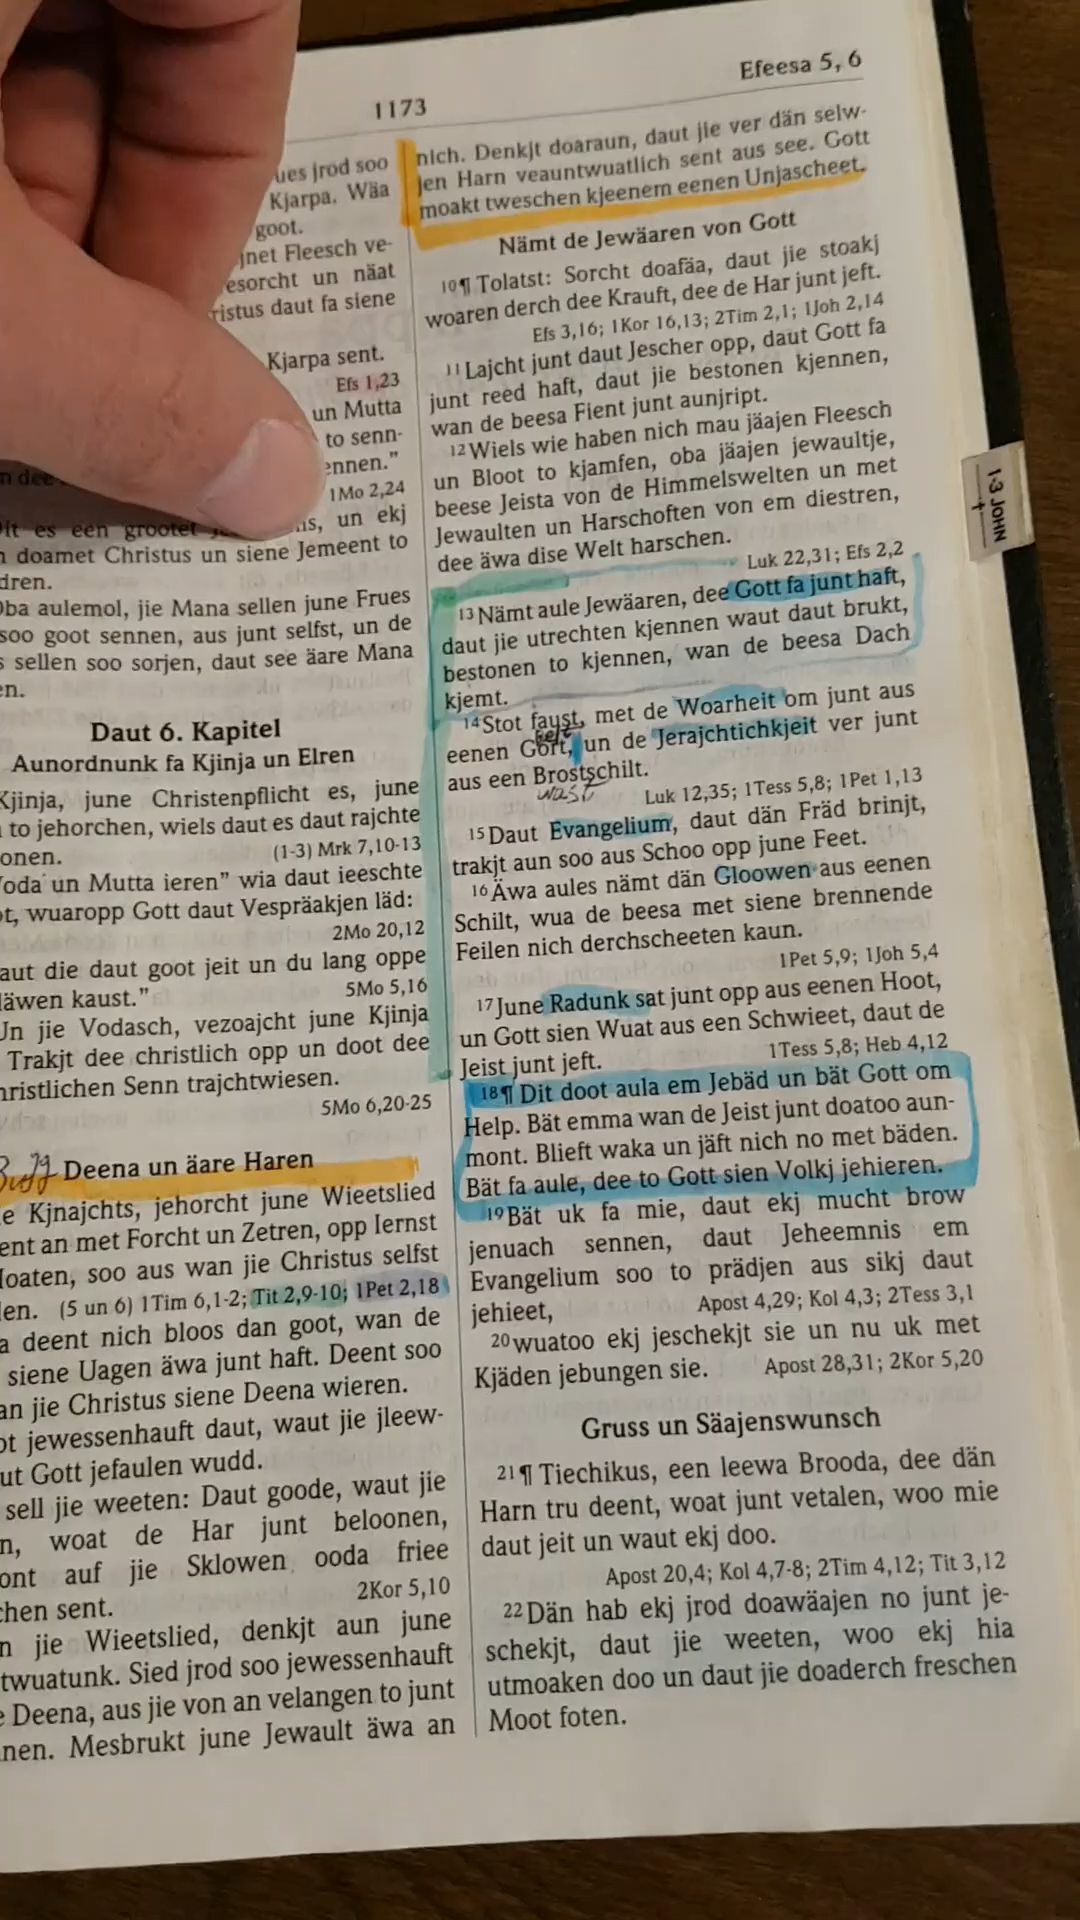 1173
Efeesa 5, 6
jrod soo
Kjarpa. Wäa
goot.
Fleesch ve-
un näat
daut fa siene
Kjarpa sent.
Efs 1,23
un Mutta
to senn-
1Mo 2,24
es een grooter un ekj
doamet Christus un siene Jemeent to
aulemol, jie Mana sellen june Frues
soo goot sennen, aus junt selfst, un de
sellen soo sorjen, daut see äare Mana
Daut 6. Kapitel
Aunordnunk fa Kjinja un Elren
Kjinja, june Christenpflicht es, june
to jehorchen, wiels daut es daut rajchte
(1-3) Mrk 7,10-13
un Mutta ieren" wia daut ieeschte
wuaropp Gott daut Vespräakjen läd:
2Mo 20,12
die daut goot jeit un du lang oppe
kaust."
5Mo 5,16
Un jie Vodasch, vezoajcht june Kjinja
Trakjt dee christlich opp un doot dee
Senn trajchtwiesen.
5Mo 6,20-25
Deena un äare Haren
Kjnajchts, jehorcht june Wieetslied
an met Forcht un Zetren, opp Iernst
soo aus wan jie Christus selfst
(5 un 6) 1Tim 6,1-2; Tit 2,9-10; 1Pet 2,18
deent nich bloos dan goot, wan de
siene Uagen äwa junt haft. Deent soo
jie Christus siene Deena wieren.
jewessenhauft daut, waut jie jleew-
Gott jefaulen wudd.
sell jie weeten: Daut goode, waut jie
woat de Har junt beloonen,
auf jie Sklowen ooda friee
sent.
2Kor 5,10
jie Wieetslied, denkjt aun june
Sied jrod soo jewessenhauft
Deena, aus jie von an velangen to junt
Mesbrukt june Jewault äwa an
nich. Denkjt doaraun, daut jie ver dän selw-
jen Harn veauntwuatlich sent aus see. Gott
moakt tweschen kjeenem eenen Unjascheet.
Nämt de Jewäaren von Gott
10¶ Tolatst: Sorcht doafäa, daut jie stoakj
woaren derch dee Krauft, dee de Har junt jeft.
Efs 3,16; 1Kor 16,13; 2Tim 2,1; 1Joh 2,14
11 Lajcht junt daut Jescher opp, daut Gott fa
junt reed haft, daut jie bestonen kjennen,
wan de beesa Fient junt aunjript.
12 Wiels wie haben nich mau jäajen Fleesch
un Bloot to kjamfen, oba jäajen jewaultje,
beese Jeista von de Himmelswelten un met
Jewaulten un Harschoften von em diestren,
dee äwa dise Welt harschen.
Luk 22,31; Efs 2,2
13 Nämt aule Jewäaren, dee Gott fa junt haft,
daut jie utrechten kjennen waut daut brukt,
bestonen to kjennen, wan de beesa Dach
kjemt.
14 Stot faust, met de Woarheit om junt aus
eenen Gort, un de Jerajchtichkjeit ver junt
aus een Brostschilt.
wast
Luk 12,35; 1Tess 5,8; 1Pet 1,13
15 Daut Evangelium, daut dän Fräd brinjt,
trakjt aun soo aus Schoo opp june Feet.
16 Äwa aules nämt dän Gloowen aus eenen
Schilt, wua de beesa met siene brennende
Feilen nich derchscheeten kaun.
1Pet 5,9; 1Joh 5,4
17 June Radunk sat junt opp aus eenen Hoot,
un Gott sien Wuat aus een Schwieet, daut de
Jeist junt jeft.
1Tess 5,8; Heb 4,12
18¶ Dit doot aula em Jebäd un bät Gott om
Help. Bät emma wan de Jeist junt doatoo aun-
mont. Blieft waka un jäft nich no met bäden.
Bät fa aule, dee to Gott sien Volkj jehieren.
19 Bät uk fa mie, daut ekj mucht brow
jenuach sennen, daut Jeheemnis em
Evangelium soo to prädjen aus sikj daut
jehieet,
Apost 4,29; Kol 4,3; 2Tess 3,1
20 wuatoo ekj jeschekjt sie un nu uk met
Kjäden jebungen sie.
Apost 28,31; 2Kor 5,20
Gruss un Säajenswunsch
21¶ Tiechikus, een leewa Brooda, dee dän
Harn tru deent, woat junt vetalen, woo mie
daut jeit un waut ekj doo.
Apost 20,4; Kol 4,7-8; 2Tim 4,12; Tit 3,12
22 Dän hab ekj jrod doawäajen no junt je-
schekjt, daut jie weeten, woo ekj hia
utmoaken doo un daut jie doaderch freschen
Moot foten.
1-3 JOHN